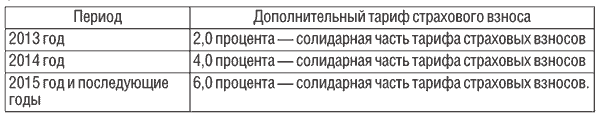 Период Дополнительный тариф страхового взноса
2013 год 2,0 процента — солидарная часть тарифа страховых взносов
2014 год 4,0 процента — солидарная часть тарифа страховых взносов
2015 год и последующие 6,0 процента — солидарная часть тарифа страховых взносов.
годы